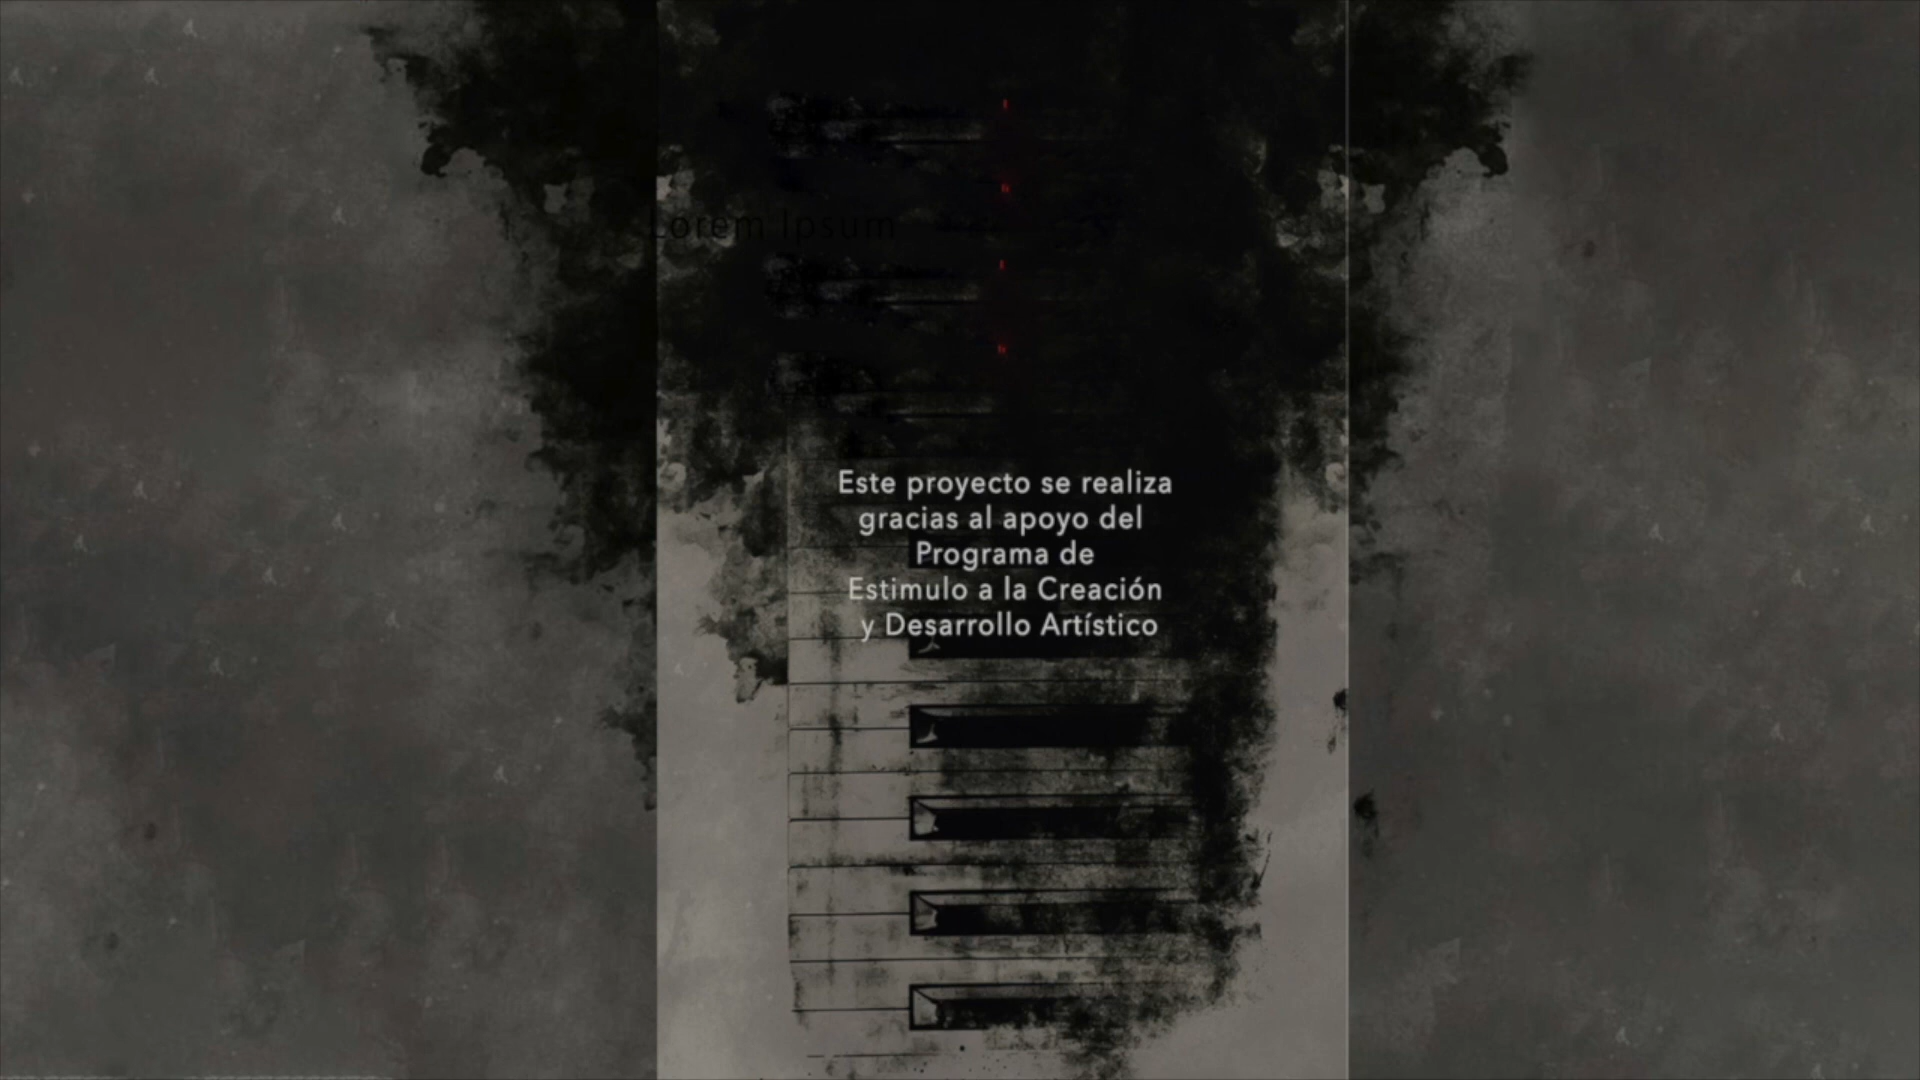 Lorem Ipsum
Este proyecto se realiza
gracias al apoyo del
Programa de
Estimulo a la Creación
y Desarrollo Artístico